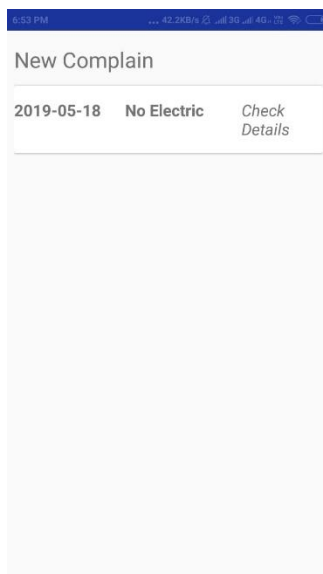 6:53 PM ... 42.2KB/s 3G 4G
New Complain
2019-05-18 No Electric Check
Details